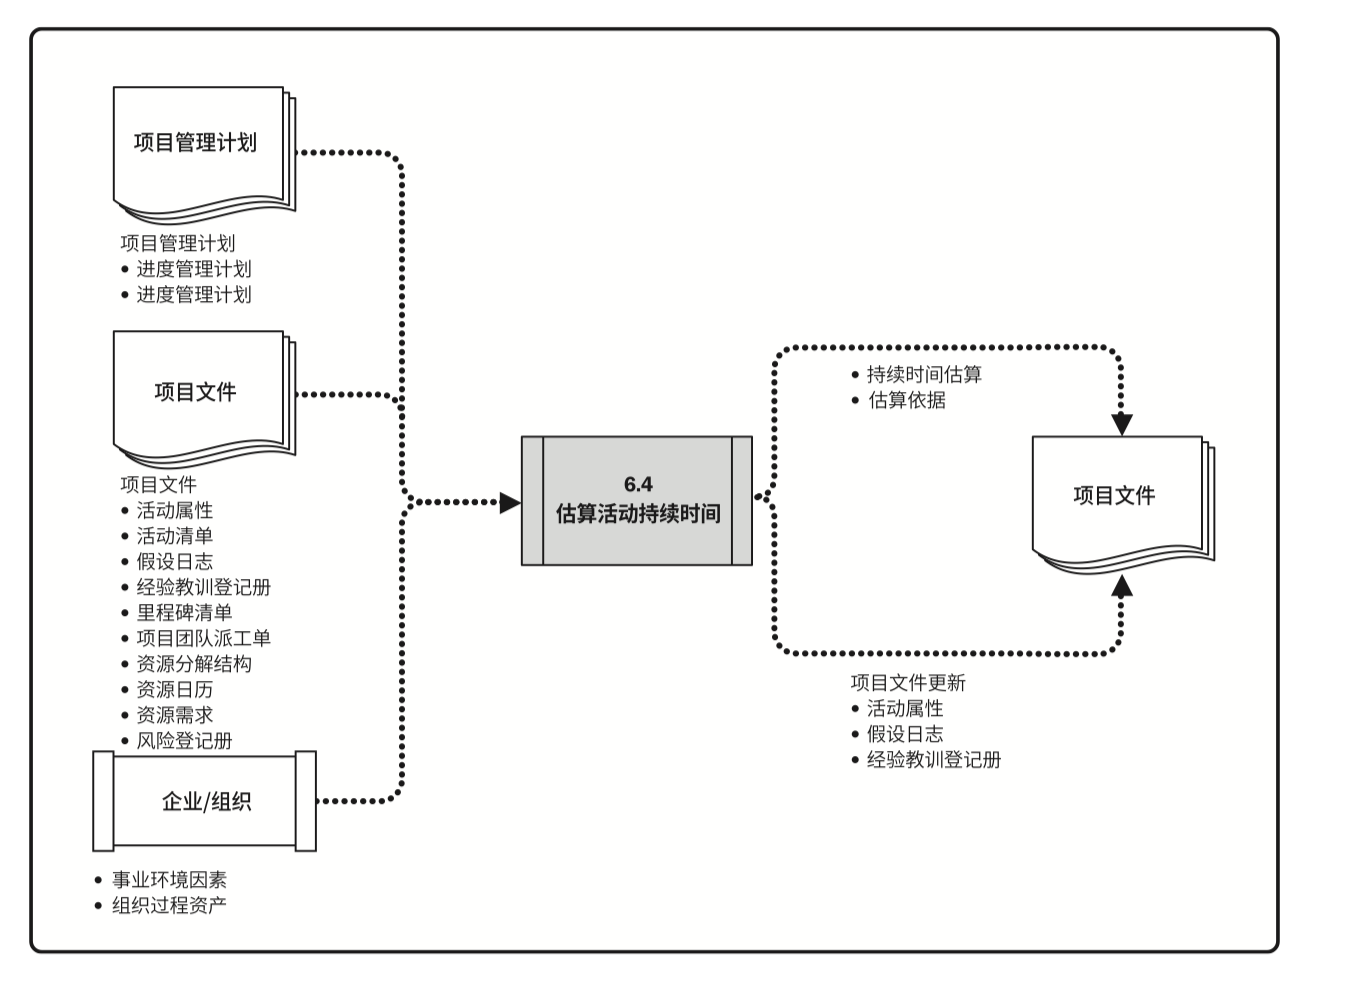 项目管理计划
项目管理计划
• 进度管理计划
• 进度管理计划
项目文件
项目文件
• 活动属性
• 活动清单
• 假设日志
• 经验教训登记册
• 里程碑清单
• 项目团队派工单
• 资源分解结构
• 资源日历
• 资源需求
• 风险登记册
企业/组织
• 事业环境因素
• 组织过程资产
6.4
估算活动持续时间
• 持续时间估算
• 估算依据
项目文件
项目文件更新
• 活动属性
• 假设日志
• 经验教训登记册